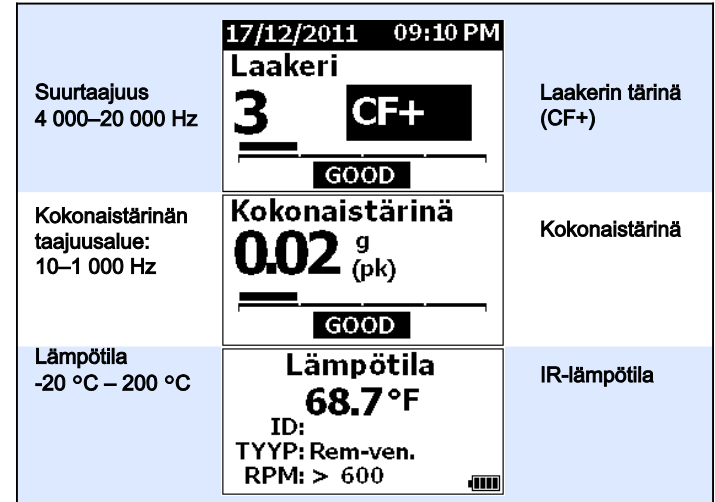 17/12/2011 09:10 PM
Laakeri
Suurtaajuus
4 000–20 000 Hz
3 CF+
Laakerin tärinä
(CF+)
GOOD
Kokonaistärinän
taajuusalue:
10–1 000 Hz
Kokonaistärinä
0.02 g
(pk)
Kokonaistärinä
GOOD
Lämpötila
-20 °C – 200 °C
Lämpötila
68.7°F
IR-lämpötila
ID:
TYYP: Rem-ven.
RPM: > 600